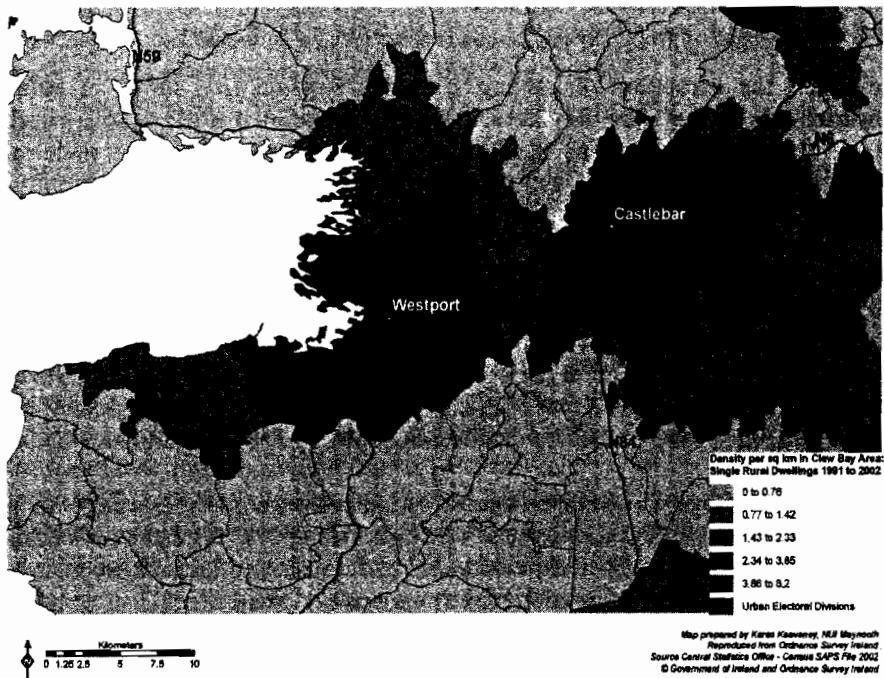 N59
Castlebar
Westport
Density per sq km in Clew Bay Area:
Single Rural Dwellings 1991 to 2002
0 to 0.76
0.77 to 1.42
1.43 to 2.33
2.34 to 3.85
3.86 to 8.2
Urban Electoral Divisions
Kilometers
0 1.25 2.5 5 7.5 10
Map prepared by Karen Keaveney, NUI Maynooth
Reproduced from Ordnance Survey Ireland
Source Central Statistics Office - Census SAPS File 2002
© Government of Ireland and Ordnance Survey Ireland